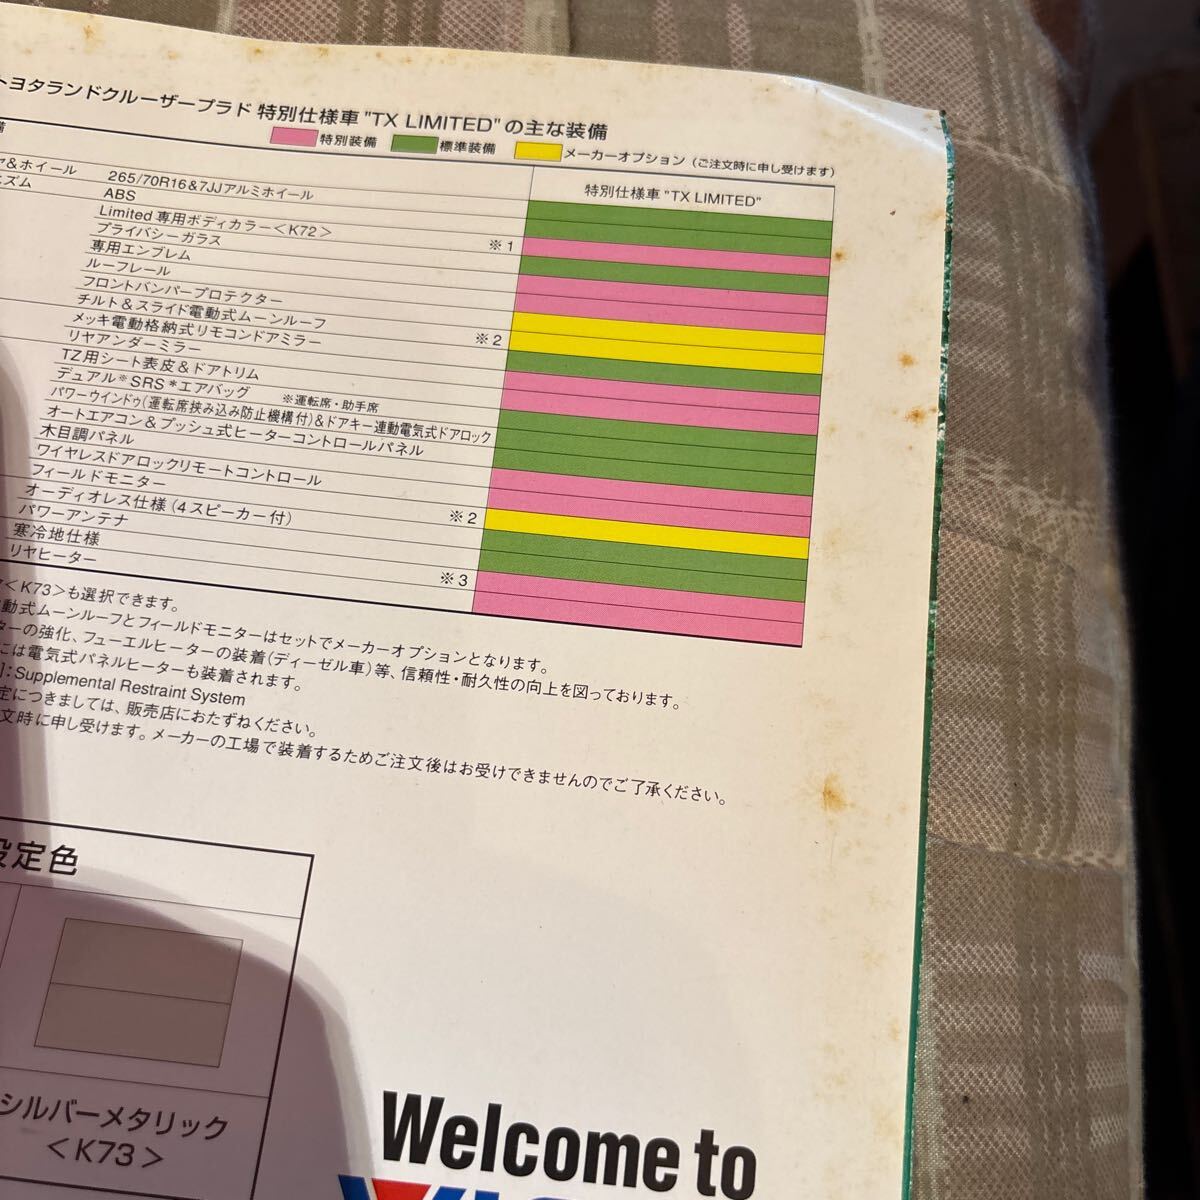 トヨタランドクルーザープラド 特別仕様車"TX LIMITED"の主な装備
特別装備 標準装備 メーカーオプション（ご注文時に申し受けます）
備
特別仕様車"TX LIMITED"
ヤ&ホイール 265/70R16&7JJアルミホイール
ニズム ABS
Limited専用ボディカラー〈K72〉 ※1
プライバシーガラス
専用エンブレム
ルーフレール
フロントバンパープロテクター
チルト&スライド電動式ムーンルーフ ※2
メッキ電動格納式リモコンドアミラー
リヤアンダーミラー
TZ用シート表皮&ドアトリム
デュアル※SRS*エアバッグ ※運転席・助手席
パワーウインドゥ(運転席挟み込み防止機構付)&ドアキー連動電気式ドアロック
オートエアコン&プッシュ式ヒーターコントロールパネル
木目調パネル
ワイヤレスドアロックリモートコントロール
フィールドモニター ※2
オーディオレス仕様(4スピーカー付)
パワーアンテナ
寒冷地仕様 ※3
リヤヒーター
〈K73〉も選択できます。
動式ムーンルーフとフィールドモニターはセットでメーカーオプションとなります。
ターの強化、フューエルヒーターの装着(ディーゼル車)等、信頼性・耐久性の向上を図っております。
には電気式パネルヒーターも装着されます。
]:Supplemental Restraint System
定につきましては、販売店におたずねください。
文時に申し受けます。メーカーの工場で装着するためご注文後はお受けできませんのでご了承ください。
設定色
シルバーメタリック
〈K73〉
Welcome to